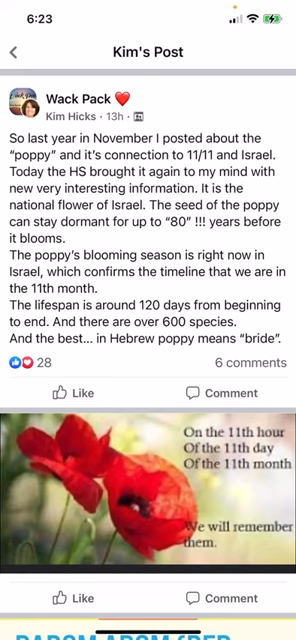 6:23
Kim's Post
Wack Pack ❤️
Kim Hicks · 13h ·
So last year in November I posted about the
"poppy" and it's connection to 11/11 and Israel.
Today the HS brought it again to my mind with
new very interesting information. It is the
national flower of Israel. The seed of the poppy
can stay dormant for up to "80" !!! years before
it blooms.
The poppy's blooming season is right now in
Israel, which confirms the timeline that we are in
the 11th month.
The lifespan is around 120 days from beginning
to end. And there are over 600 species.
And the best... in Hebrew poppy means "bride".
28
6 comments
Like
Comment
On the 11th hour
Of the 11th day
Of the 11th month
We will remember
them.
Like
Comment